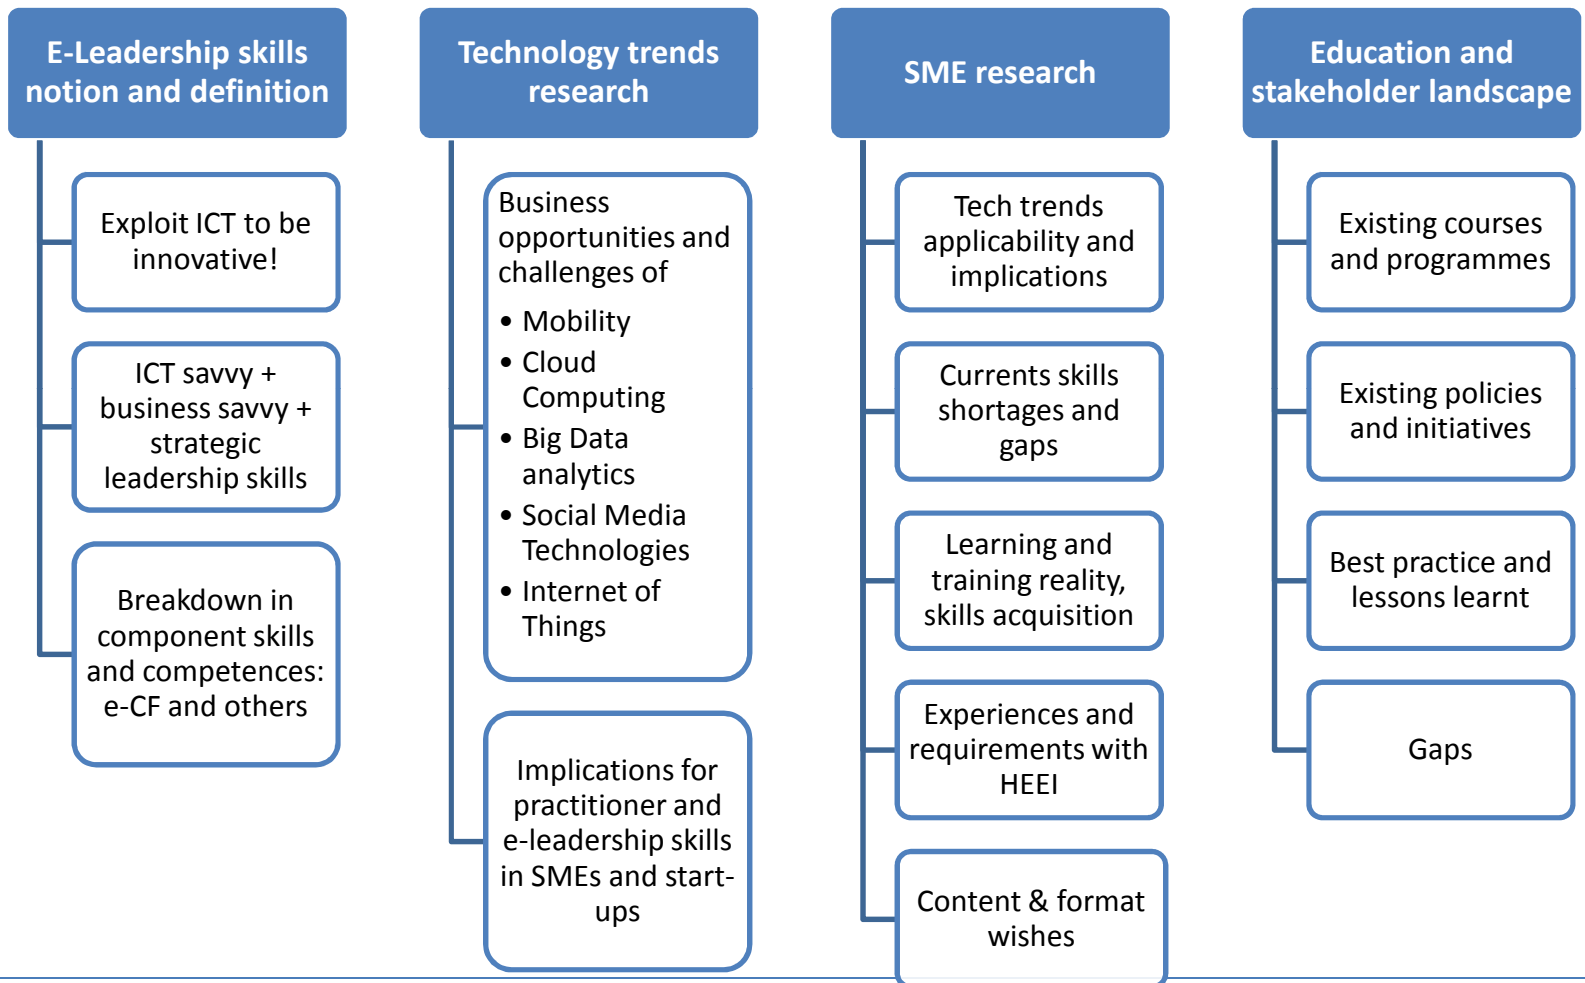 E-Leadership skills
notion and definition
Exploit ICT to be
innovative!
ICT savvy +
business savvy +
strategic
leadership skills
Breakdown in
component skills
and competences:
e-CF and others
Technology trends
research
Business
opportunities and
challenges of
• Mobility
• Cloud
Computing
• Big Data
analytics
• Social Media
Technologies
• Internet of
Things
Implications for
practitioner and
e-leadership skills
in SMEs and start-
ups
SME research
Tech trends
applicability and
implications
Currents skills
shortages and
gaps
Learning and
training reality,
skills acquisition
Experiences and
requirements with
HEEI
Content & format
wishes
Education and
stakeholder landscape
Existing courses
and programmes
Existing policies
and initiatives
Best practice and
lessons learnt
Gaps